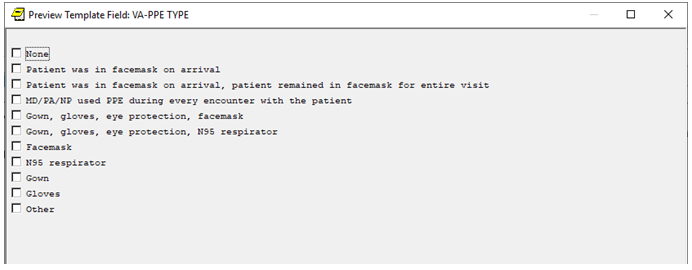 Preview Template Field: VA-PPE TYPE
None
Patient was in facemask on arrival
Patient was in facemask on arrival, patient remained in facemask for entire visit
MD/PA/NP used PPE during every encounter with the patient
Gown, gloves, eye protection, facemask
Gown, gloves, eye protection, N95 respirator
Facemask
N95 respirator
Gown
Gloves
Other